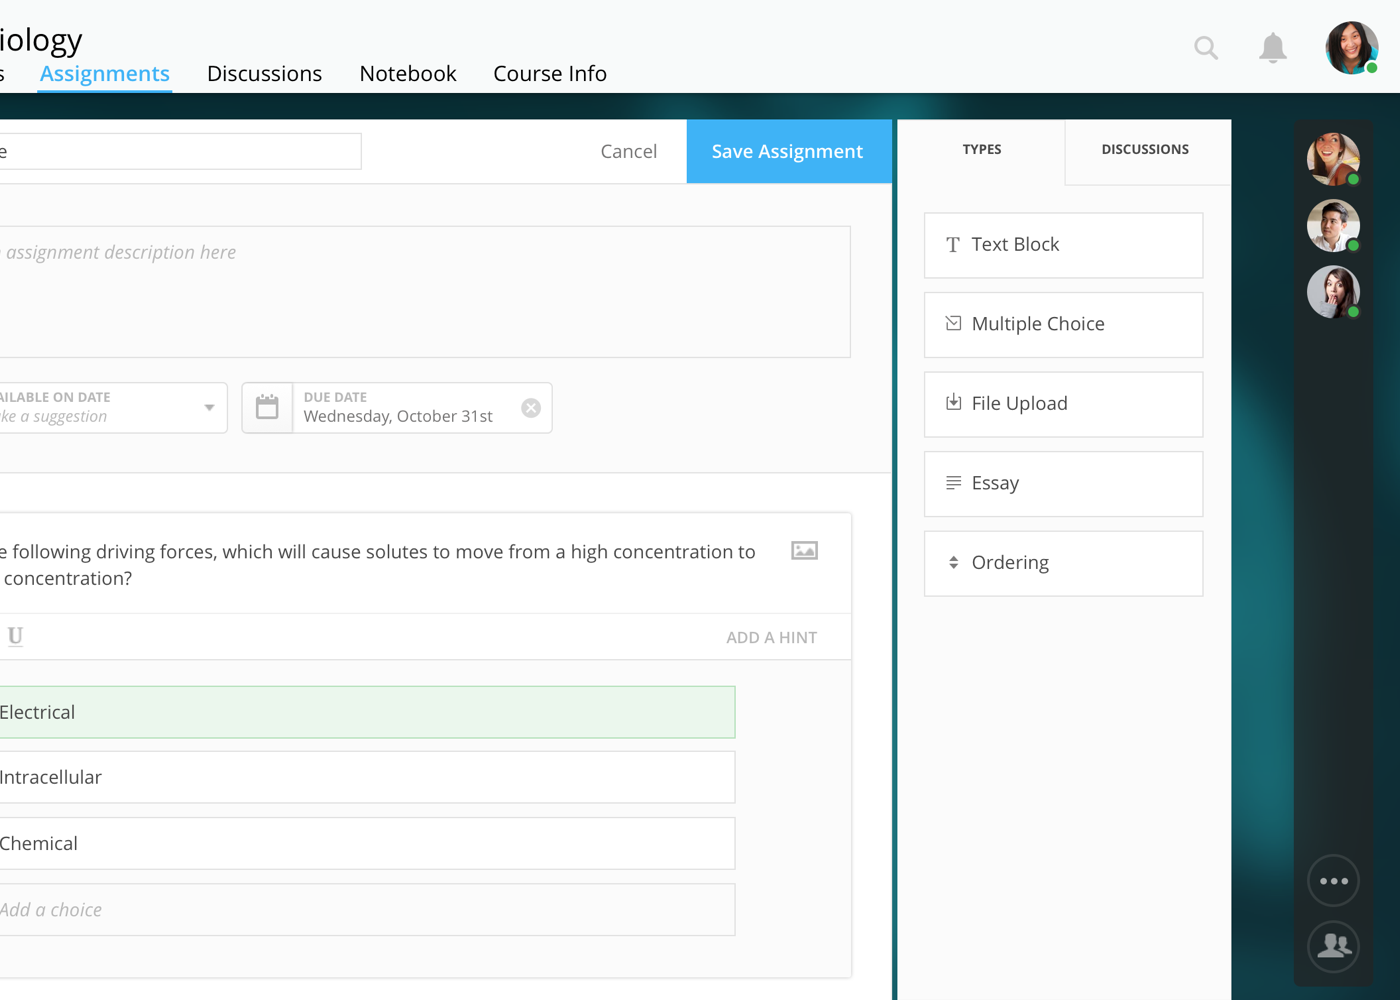 iology
s Assignments Discussions Notebook Course Info
e Cancel Save Assignment
TYPES DISCUSSIONS
assignment description here
Text Block
Multiple Choice
File Upload
Essay
Ordering
AILABLE ON DATE
ke a suggestion
DUE DATE
Wednesday, October 31st
e following driving forces, which will cause solutes to move from a high concentration to
concentration?
U ADD A HINT
Electrical
Intracellular
Chemical
Add a choice